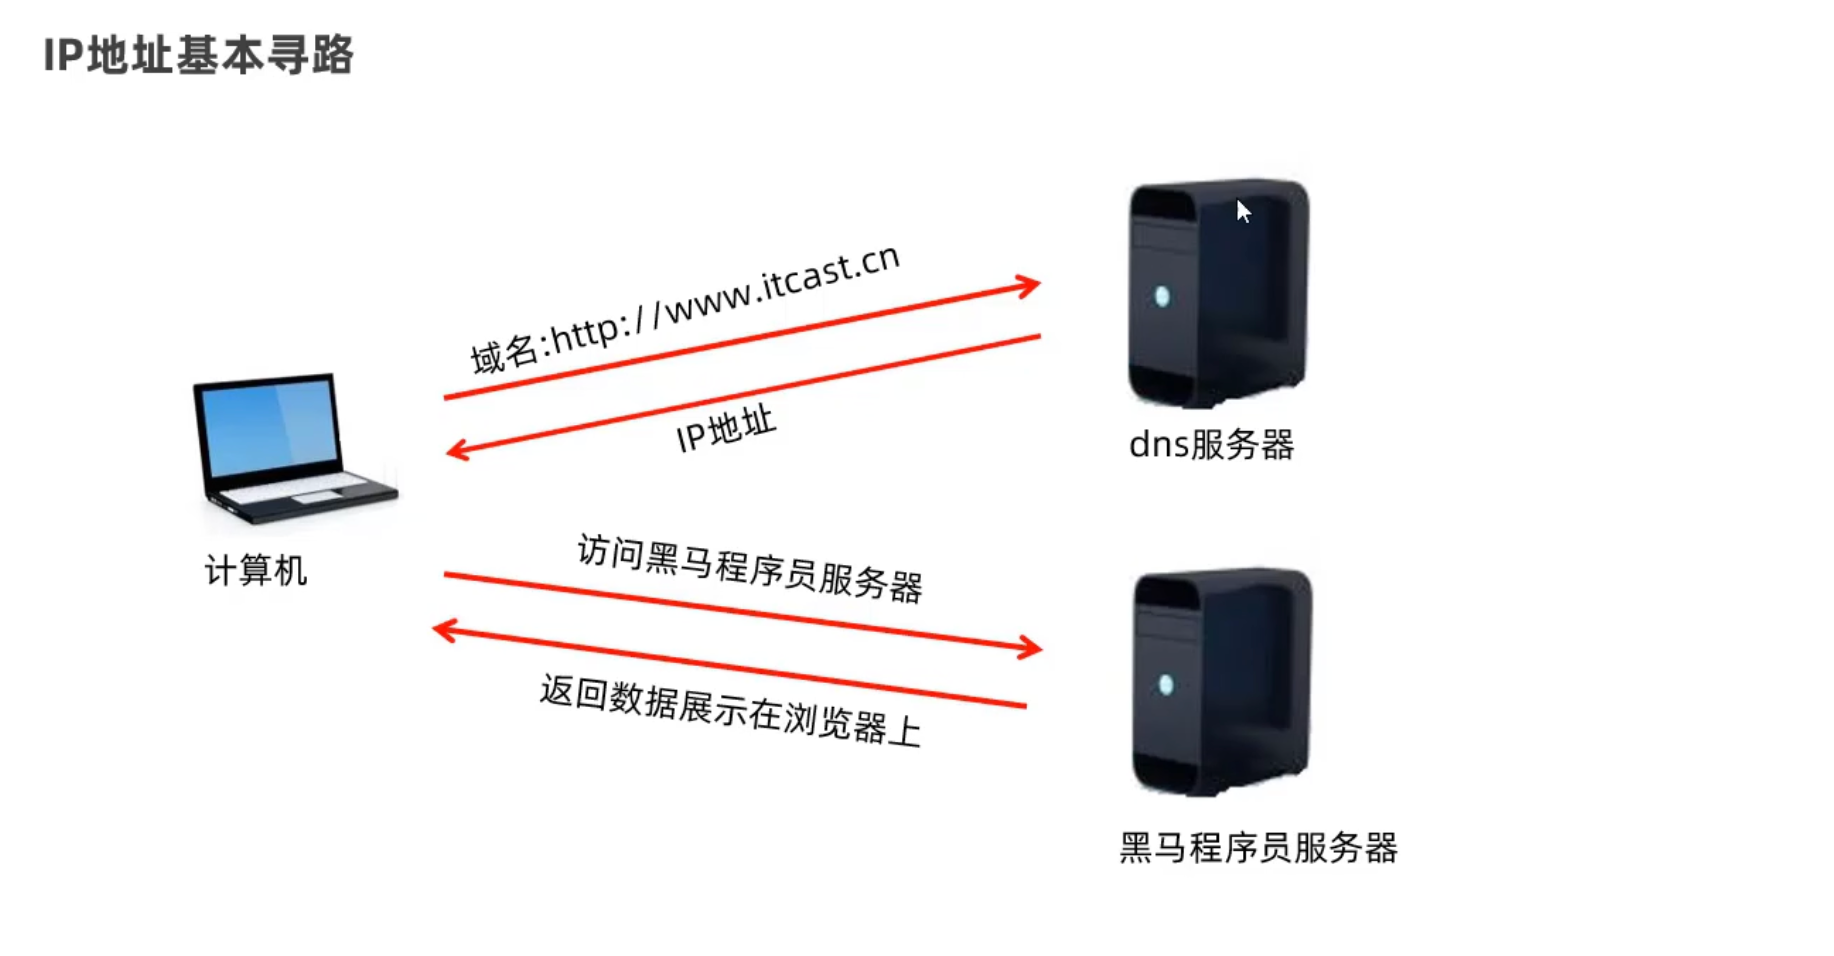 IP地址基本寻路
域名:http://www.itcast.cn
IP地址
dns服务器
计算机
访问黑马程序员服务器
返回数据展示在浏览器上
黑马程序员服务器